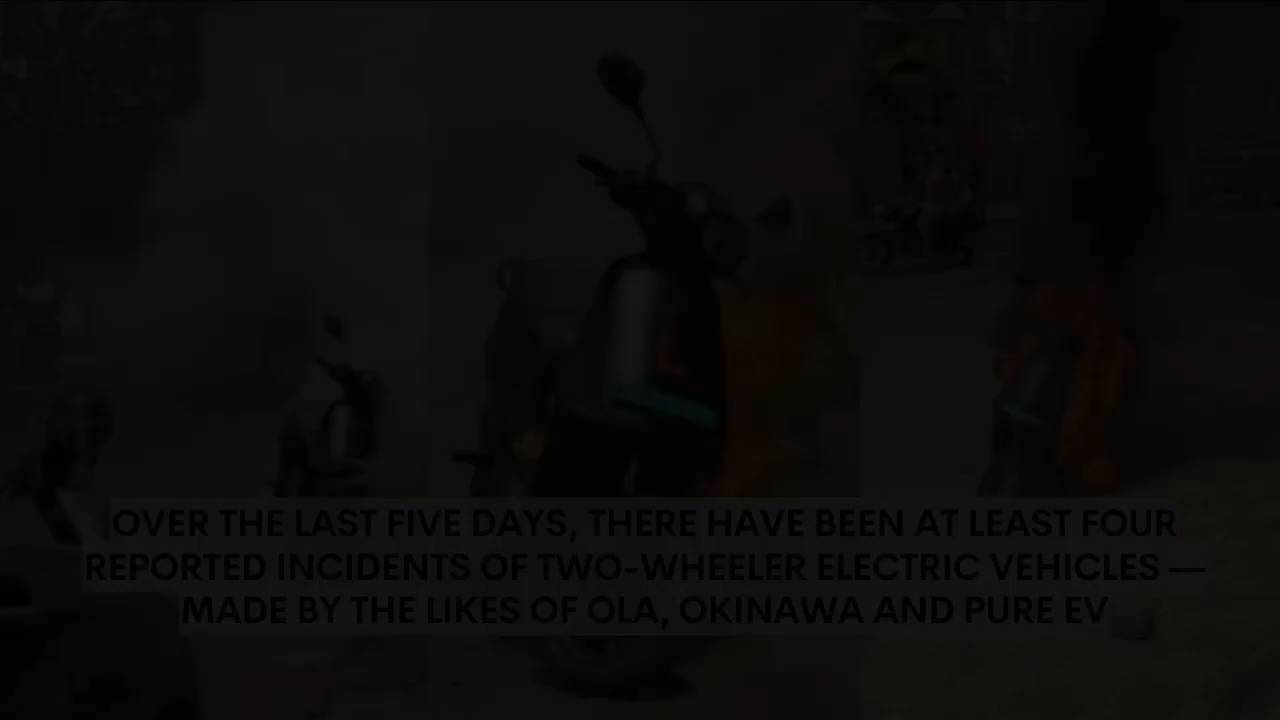 OVER THE LAST FIVE DAYS, THERE HAVE BEEN AT LEAST FOUR
REPORTED INCIDENTS OF TWO-WHEELER ELECTRIC VEHICLES —
MADE BY THE LIKES OF OLA, OKINAWA AND PURE EV